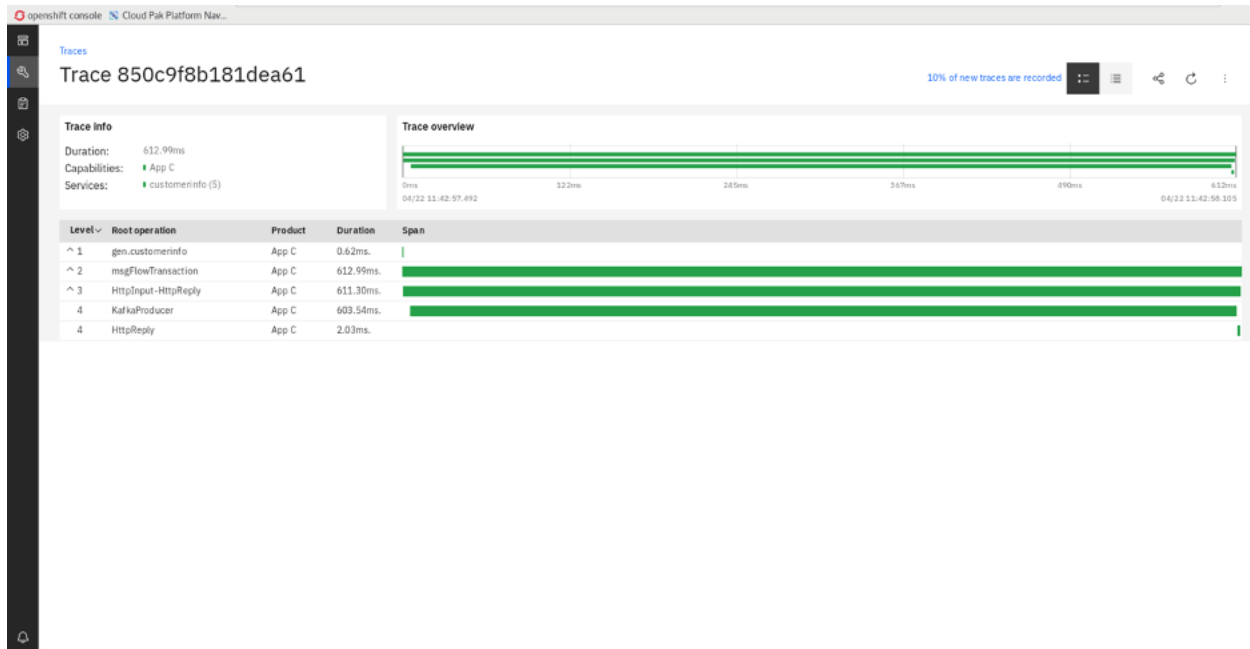 openshift console Cloud Pak Platform Nav...
Traces
Trace 850c9f8b181dea61
10% of new traces are recorded
Trace info
Duration: 612.99ms
Capabilities: App C
Services: customerinfo (5)
Trace overview
0ms 122ms 245ms 367ms 490ms 612ms
04/22 11:42:57.492 04/22 11:42:58.105
Level Root operation Product Duration Span
1 gen.customerinfo App C 0.62ms.
2 msgFlowTransaction App C 612.99ms.
3 HttpInput-HttpReply App C 611.30ms.
4 KafkaProducer App C 603.54ms.
4 HttpReply App C 2.03ms.